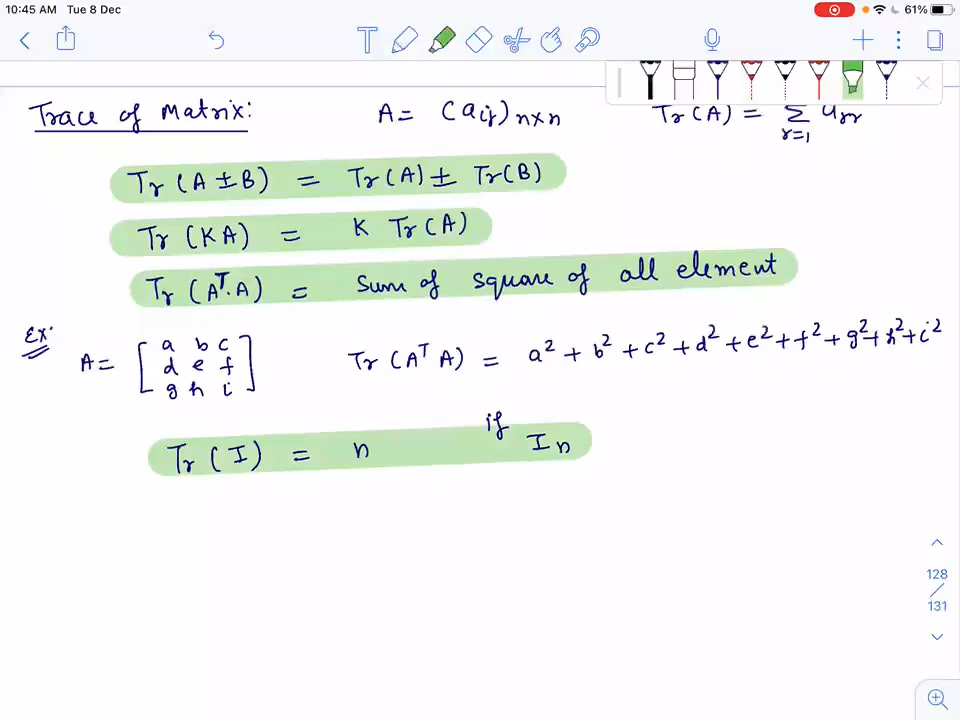 10:45 AM Tue 8 Dec 61%
Trace of Matrix: A = (aij)n×n Tr(A) = Σ r=1 arr
Tr(A ± B) = Tr(A) ± Tr(B)
Tr(KA) = K Tr(A)
Tr(Aᵀ·A) = Sum of square of all element
Ex: A = [a b c
d e f
g h i] Tr(AᵀA) = a² + b² + c² + d² + e² + f² + g² + h² + i²
Tr(I) = n if In
128
/
131